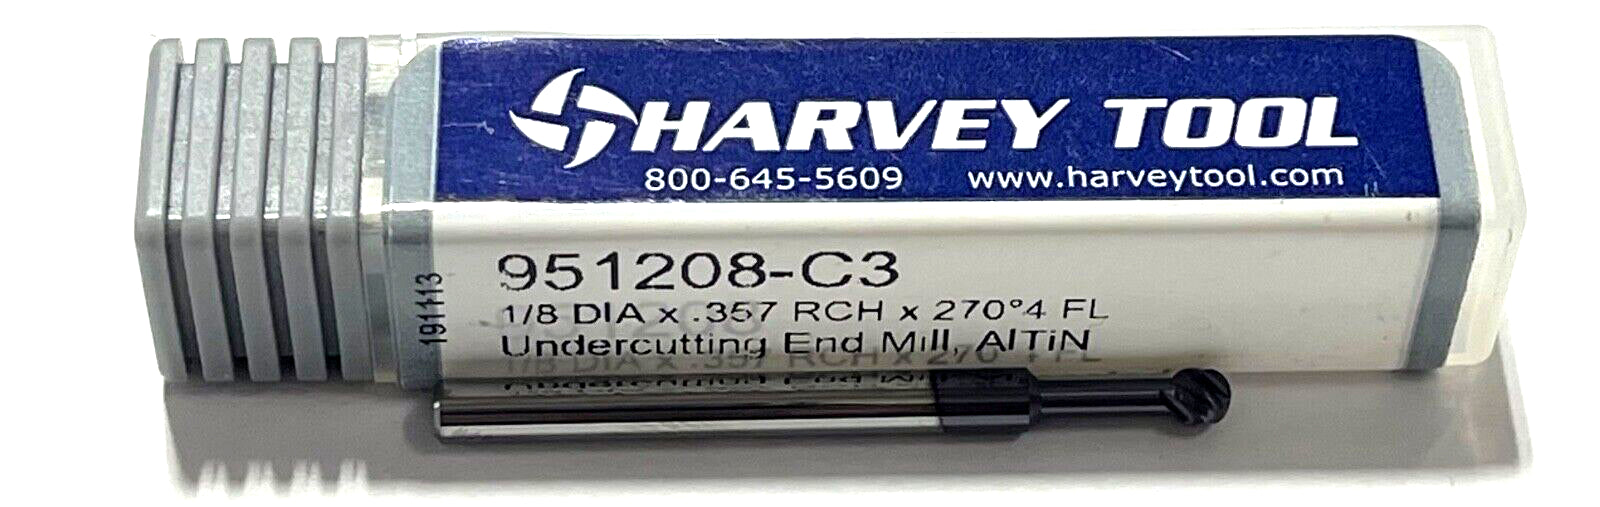 HARVEY TOOL
800-645-5609 www.harveytool.com
951208-C3
1/8 DIA x .357 RCH x 270°4 FL
Undercutting End Mill, AlTiN
191113